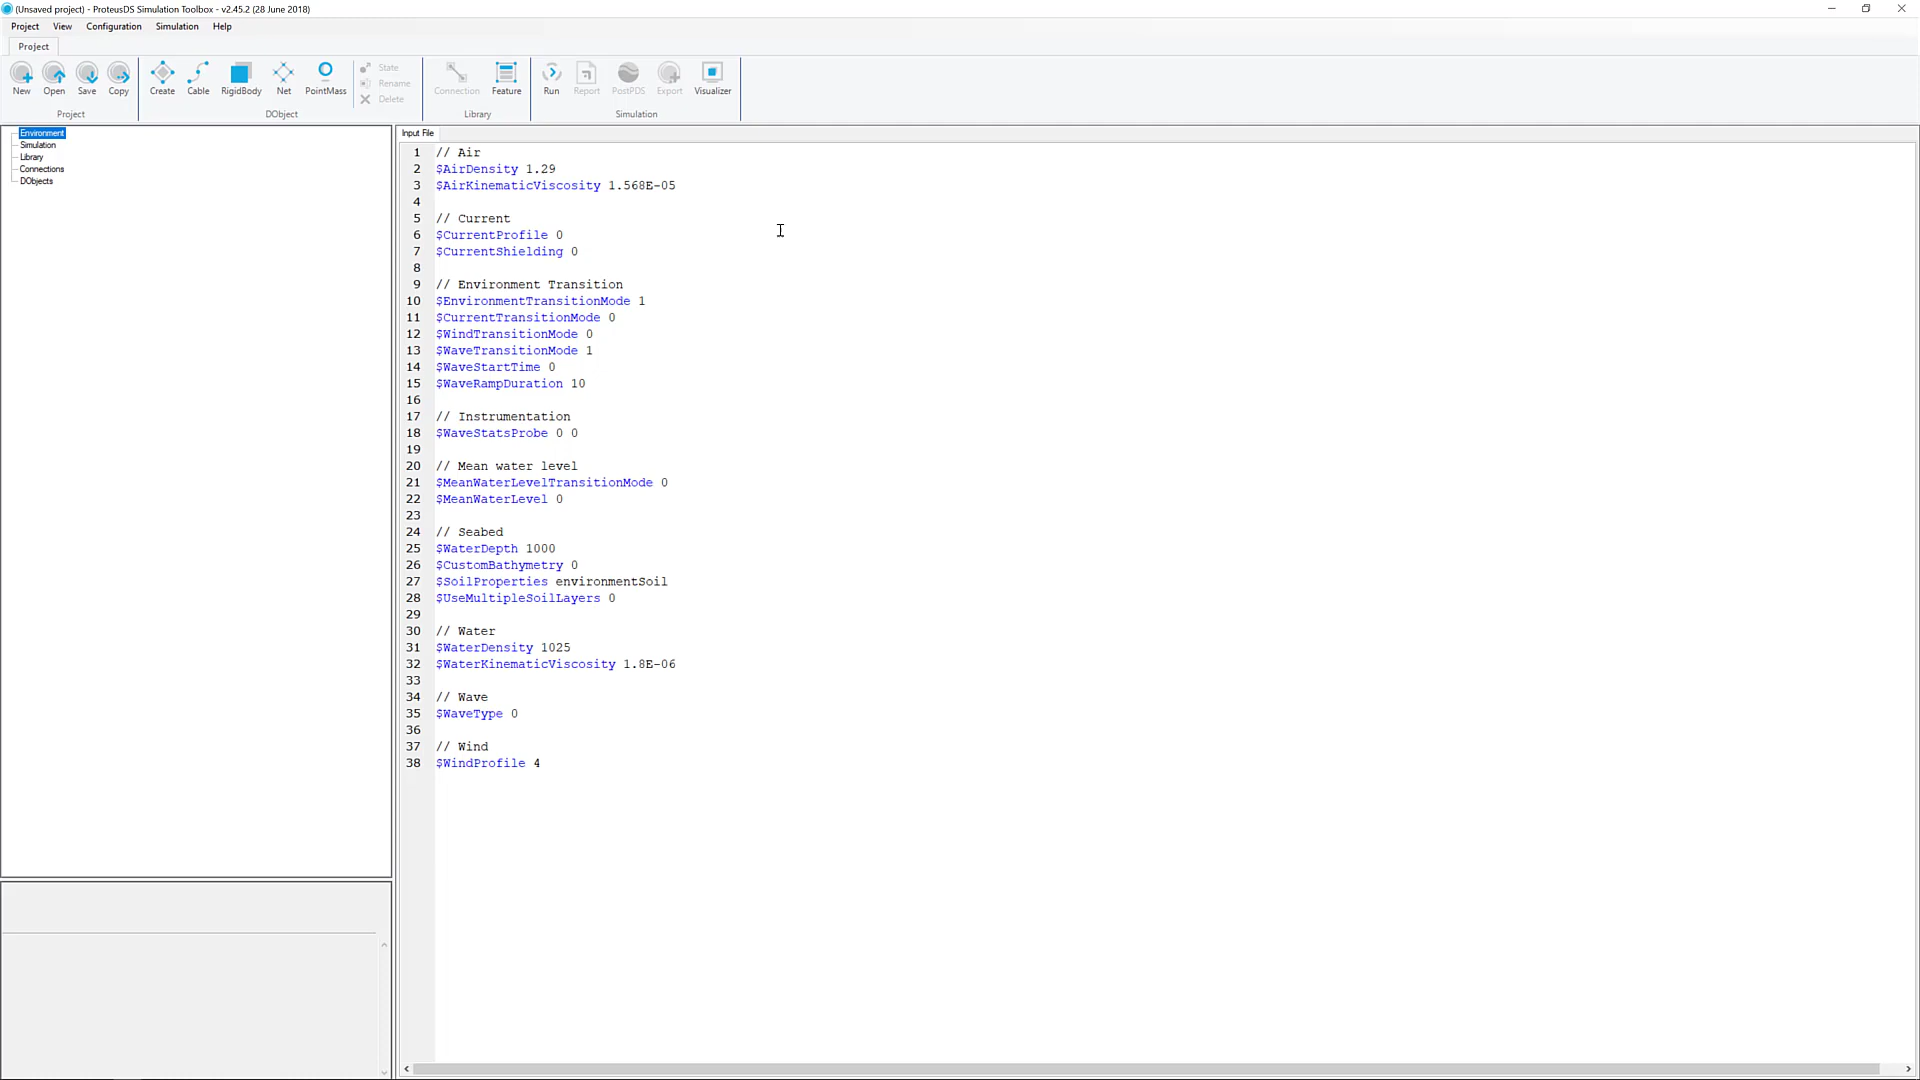 (Unsaved project) - ProteusDS Simulation Toolbox - v2.45.2 (28 June 2018)
Project View Configuration Simulation Help
Project
New Open Save Copy Create Cable RigidBody Net PointMass State Rename Delete Connection Feature Run Report PostPDS Export Visualizer
Project DObject Library Simulation
Environment
Simulation
Library
Connections
DObjects
Input File
1 // Air
2 $AirDensity 1.29
3 $AirKinematicViscosity 1.568E-05
4
5 // Current
6 $CurrentProfile 0
7 $CurrentShielding 0
8
9 // Environment Transition
10 $EnvironmentTransitionMode 1
11 $CurrentTransitionMode 0
12 $WindTransitionMode 0
13 $WaveTransitionMode 1
14 $WaveStartTime 0
15 $WaveRampDuration 10
16
17 // Instrumentation
18 $WaveStatsProbe 0 0
19
20 // Mean water level
21 $MeanWaterLevelTransitionMode 0
22 $MeanWaterLevel 0
23
24 // Seabed
25 $WaterDepth 1000
26 $CustomBathymetry 0
27 $SoilProperties environmentSoil
28 $UseMultipleSoilLayers 0
29
30 // Water
31 $WaterDensity 1025
32 $WaterKinematicViscosity 1.8E-06
33
34 // Wave
35 $WaveType 0
36
37 // Wind
38 $WindProfile 4